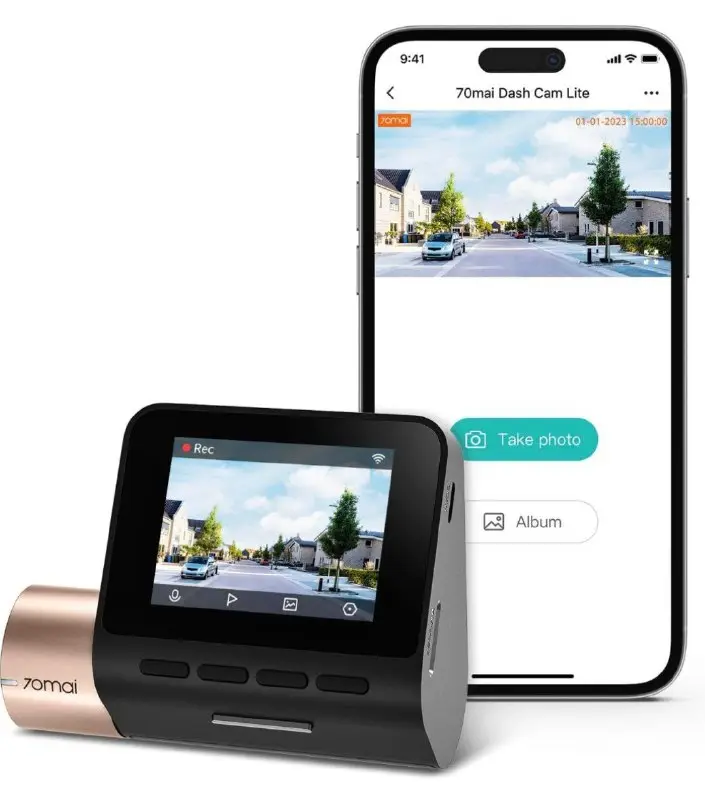 9:41
70mai Dash Cam Lite
70mai
01-01-2023 15:00:00
Take photo
Album
Rec
70mai